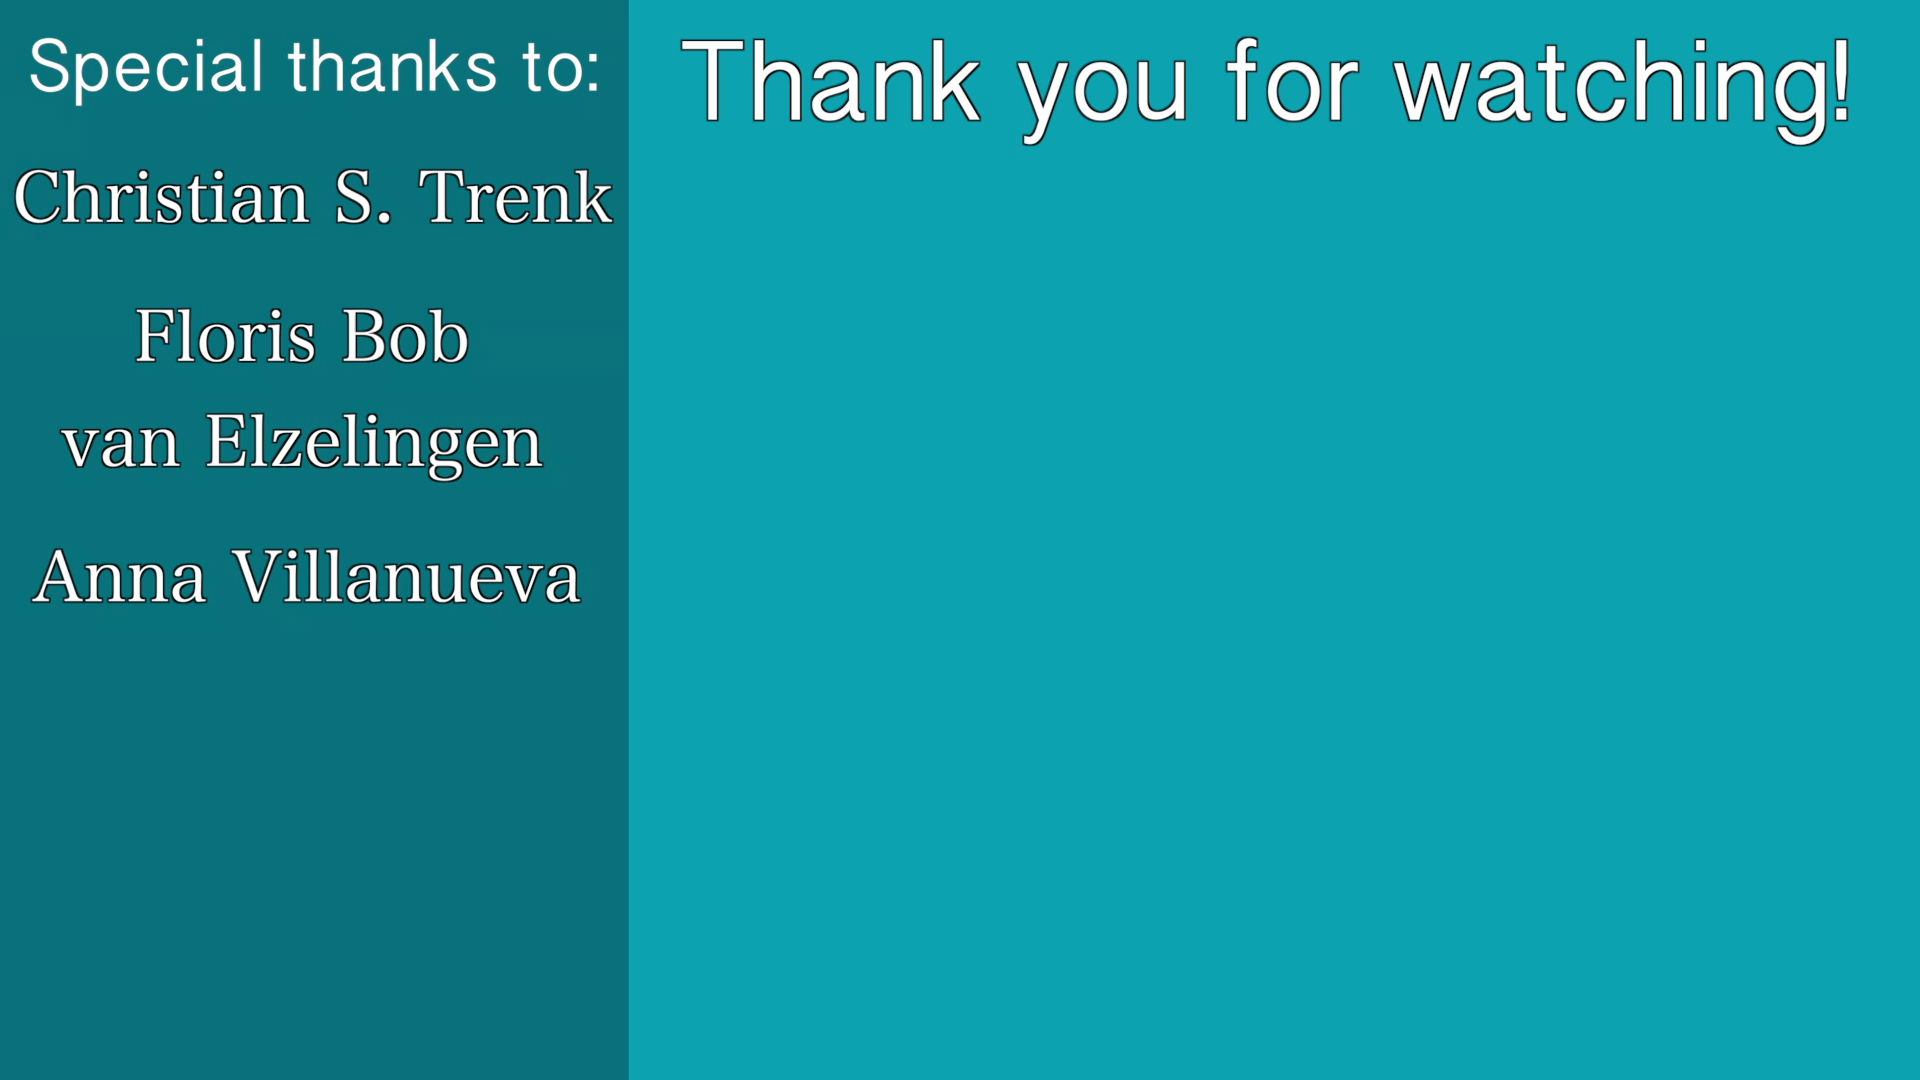 Special thanks to:
Christian S. Trenk
Floris Bob
van Elzelingen
Anna Villanueva
Thank you for watching!